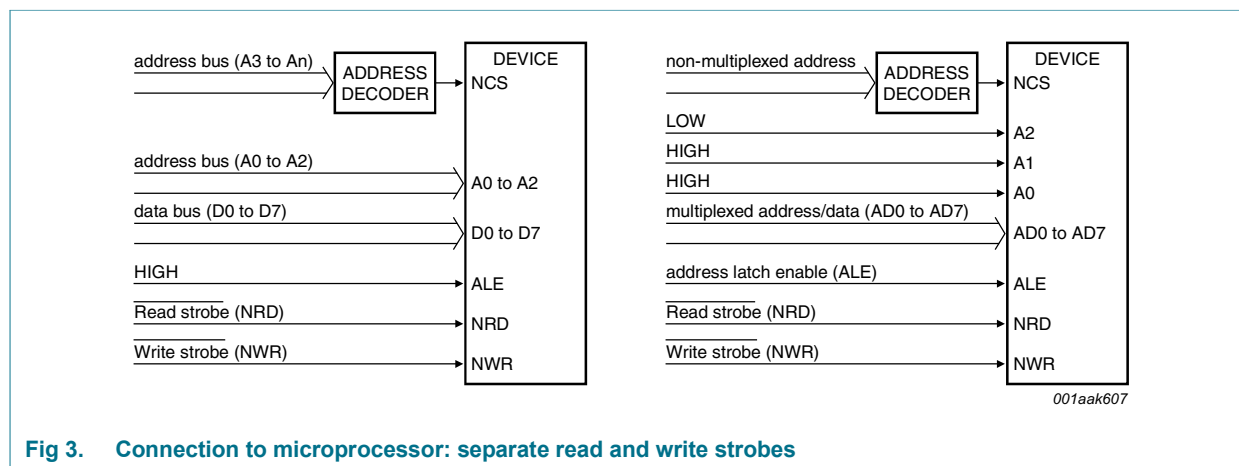 address bus (A3 to An)
ADDRESS
DECODER
DEVICE
NCS
address bus (A0 to A2)
A0 to A2
data bus (D0 to D7)
D0 to D7
HIGH
ALE
Read strobe (NRD)
NRD
Write strobe (NWR)
NWR
non-multiplexed address
ADDRESS
DECODER
DEVICE
NCS
LOW
A2
HIGH
A1
HIGH
A0
multiplexed address/data (AD0 to AD7)
AD0 to AD7
address latch enable (ALE)
ALE
Read strobe (NRD)
NRD
Write strobe (NWR)
NWR
001aak607
Fig 3. Connection to microprocessor: separate read and write strobes